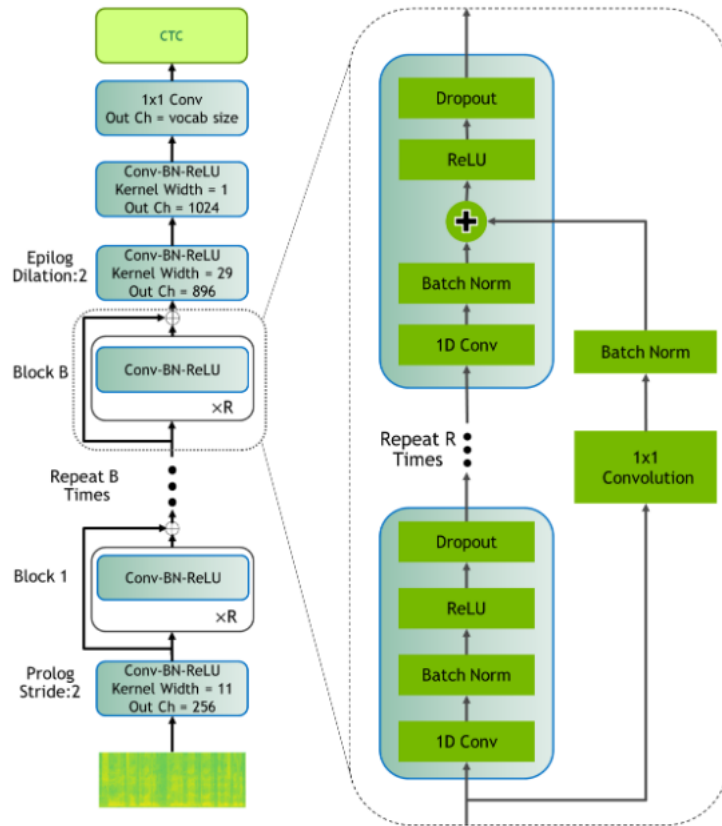 CTC
1x1 Conv
Out Ch = vocab size
Conv-BN-ReLU
Kernel Width = 1
Out Ch = 1024
Epilog
Dilation:2
Conv-BN-ReLU
Kernel Width = 29
Out Ch = 896
Block B
Conv-BN-ReLU
×R
Repeat B
Times
Block 1
Conv-BN-ReLU
×R
Prolog
Stride:2
Conv-BN-ReLU
Kernel Width = 11
Out Ch = 256
Dropout
ReLU
+
Batch Norm
1D Conv
Batch Norm
1x1
Convolution
Repeat R
Times
Dropout
ReLU
Batch Norm
1D Conv